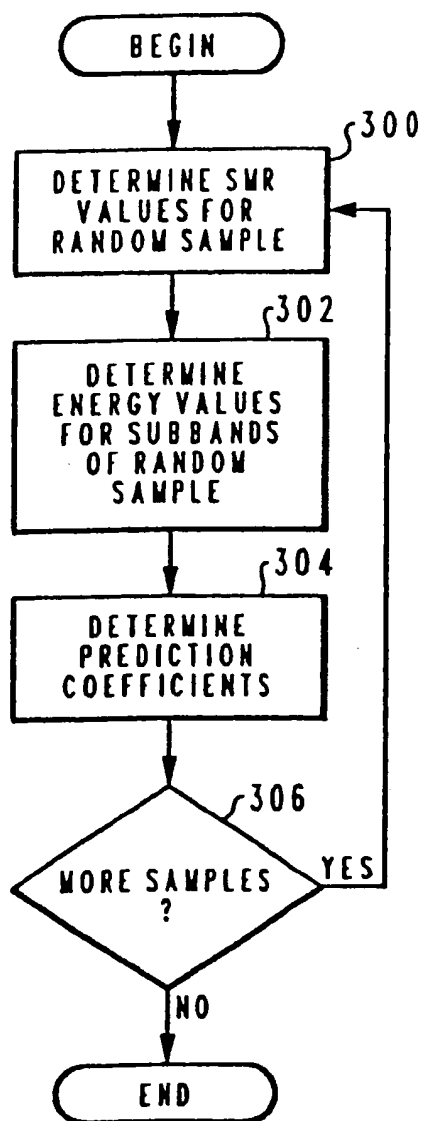 BEGIN
300
DETERMINE SMR
VALUES FOR
RANDOM SAMPLE
302
DETERMINE
ENERGY VALUES
FOR SUBBANDS
OF RANDOM
SAMPLE
304
DETERMINE
PREDICTION
COEFFICIENTS
306
MORE SAMPLES
?
YES
NO
END